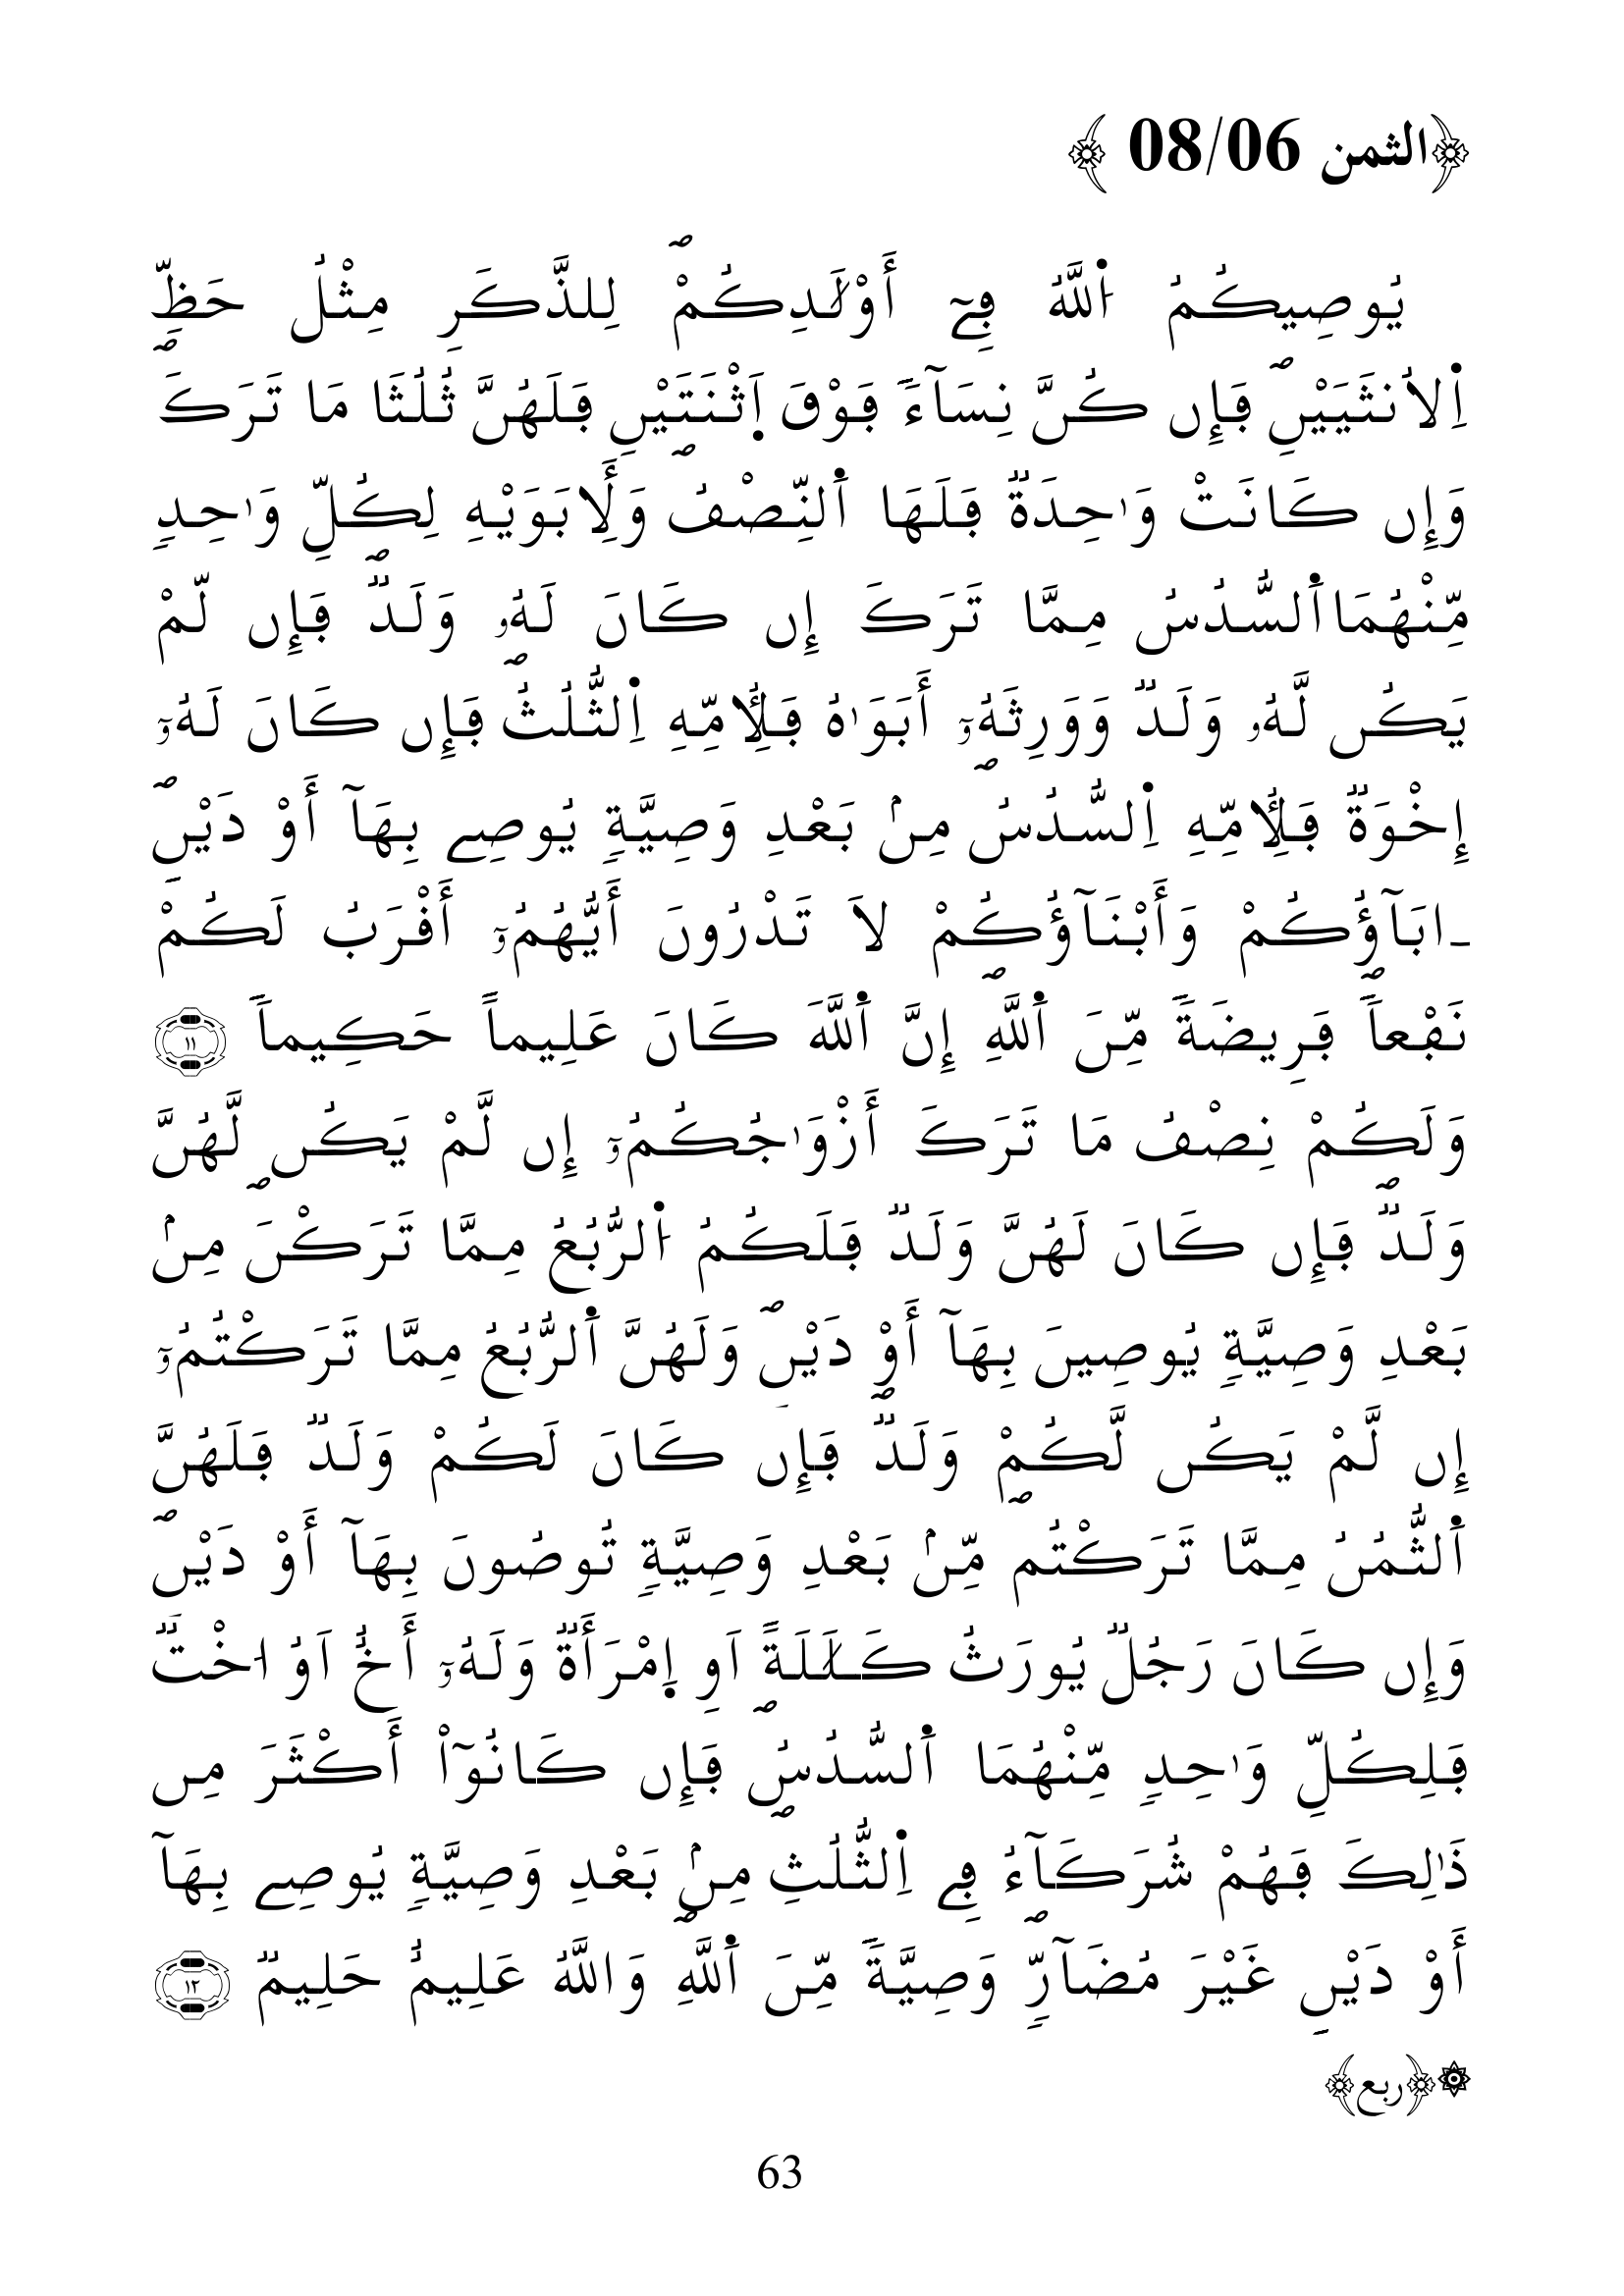 ﴿الثمن 08/06 ﴾
يُوصِيكُمُ اُ۬للَّهُ فِےٓ أَوْلَٰدِكُمْۖ لِلذَّكَرِ مِثْلُ حَظِّ
اِ۬لُانثَيَيْنِۖ فَإِن كُنَّ نِسَآءٗ فَوْقَ اَ۪ثْنَتَيْنِ فَلَهُنَّ ثُلُثَا مَا تَرَكَۖ
وَإِن كَانَتْ وَٰحِدَةٗ فَلَهَا اَ۬لنِّصْفُۖ وَلِأَبَوَيْهِ لِكُلِّ وَٰحِدٖ
مِّنْهُمَا اَ۬لسُّدُسُ مِمَّا تَرَكَ إِن كَانَ لَهُۥ وَلَدٞۖ فَإِن لَّمْ
يَكُن لَّهُۥ وَلَدٞ وَوَرِثَهُۥٓ أَبَوَٰهُ فَلِأُمِّهِ اِ۬لثُّلُثُۖ فَإِن كَانَ لَهُۥٓ
إِخْوَةٞ فَلِأُمِّهِ اِ۬لسُّدُسُۖ مِنۢ بَعْدِ وَصِيَّةٖ يُوصِے بِهَآ أَوْ دَيْنٍۖ
ـ ابَآؤُكُمْ وَأَبْنَآؤُكُمْ لَا تَدْرُونَ أَيُّهُمُۥٓ أَقْرَبُ لَكُمْ
نَفْعاٗۖ فَرِيضَةٗ مِّنَ اَ۬للَّهِۖ إِنَّ اَ۬للَّهَ كَانَ عَلِيماً حَكِيماٗ ١١
وَلَكُمْ نِصْفُ مَا تَرَكَ أَزْوَٰجُكُمُۥٓ إِن لَّمْ يَكُن لَّهُنَّ
وَلَدٞۖ فَإِن كَانَ لَهُنَّ وَلَدٞ فَلَكُمُ اُ۬لرُّبُعُ مِمَّا تَرَكْنَۖ مِنۢ
بَعْدِ وَصِيَّةٖ يُوصِينَ بِهَآ أَوْ دَيْنٖۖ وَلَهُنَّ اَ۬لرُّبُعُ مِمَّا تَرَكْتُمُۥٓ
إِن لَّمْ يَكُن لَّكُمْ وَلَدٞۖ فَإِن كَانَ لَكُمْ وَلَدٞ فَلَهُنَّ
اَ۬لثُّمُنُ مِمَّا تَرَكْتُمۖ مِّنۢ بَعْدِ وَصِيَّةٖ تُوصُونَ بِهَآ أَوْ دَيْنٖۖ
وَإِن كَانَ رَجُلٞ يُورَثُ كَلَٰلَةً اَوِ اِ۪مْرَأَةٞ وَلَهُۥٓ أَخٌ اَوُ ا۟خْتٞ
فَلِكُلِّ وَٰحِدٖ مِّنْهُمَا اَ۬لسُّدُسُۖ فَإِن كَانُوٓاْ أَكْثَرَ مِن
ذَٰلِكَ فَهُمْ شُرَكَآءُ فِے اِ۬لثُّلُثِۖ مِنۢ بَعْدِ وَصِيَّةٖ يُوصِے بِهَآ
أَوْ دَيْنٍ غَيْرَ مُضَآرّٖۖ وَصِيَّةٗ مِّنَ اَ۬للَّهِۖ وَاللَّهُ عَلِيمٌ حَلِيمٞۖ ١٢
۞﴿ربع﴾
63